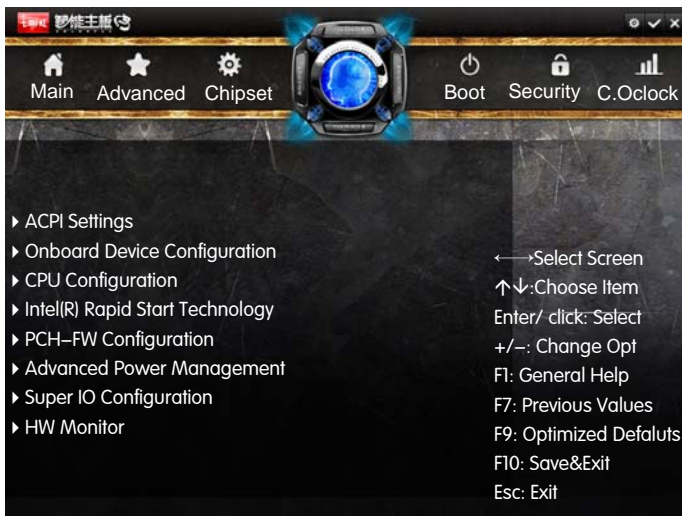 七彩虹 智能主板
Main Advanced Chipset Boot Security C.Oclock
ACPI Settings
Onboard Device Configuration
CPU Configuration
Intel(R) Rapid Start Technology
PCH–FW Configuration
Advanced Power Management
Super IO Configuration
HW Monitor
←→Select Screen
↑↓:Choose Item
Enter/ click: Select
+/–: Change Opt
F1: General Help
F7: Previous Values
F9: Optimized Defaluts
F10: Save&Exit
Esc: Exit